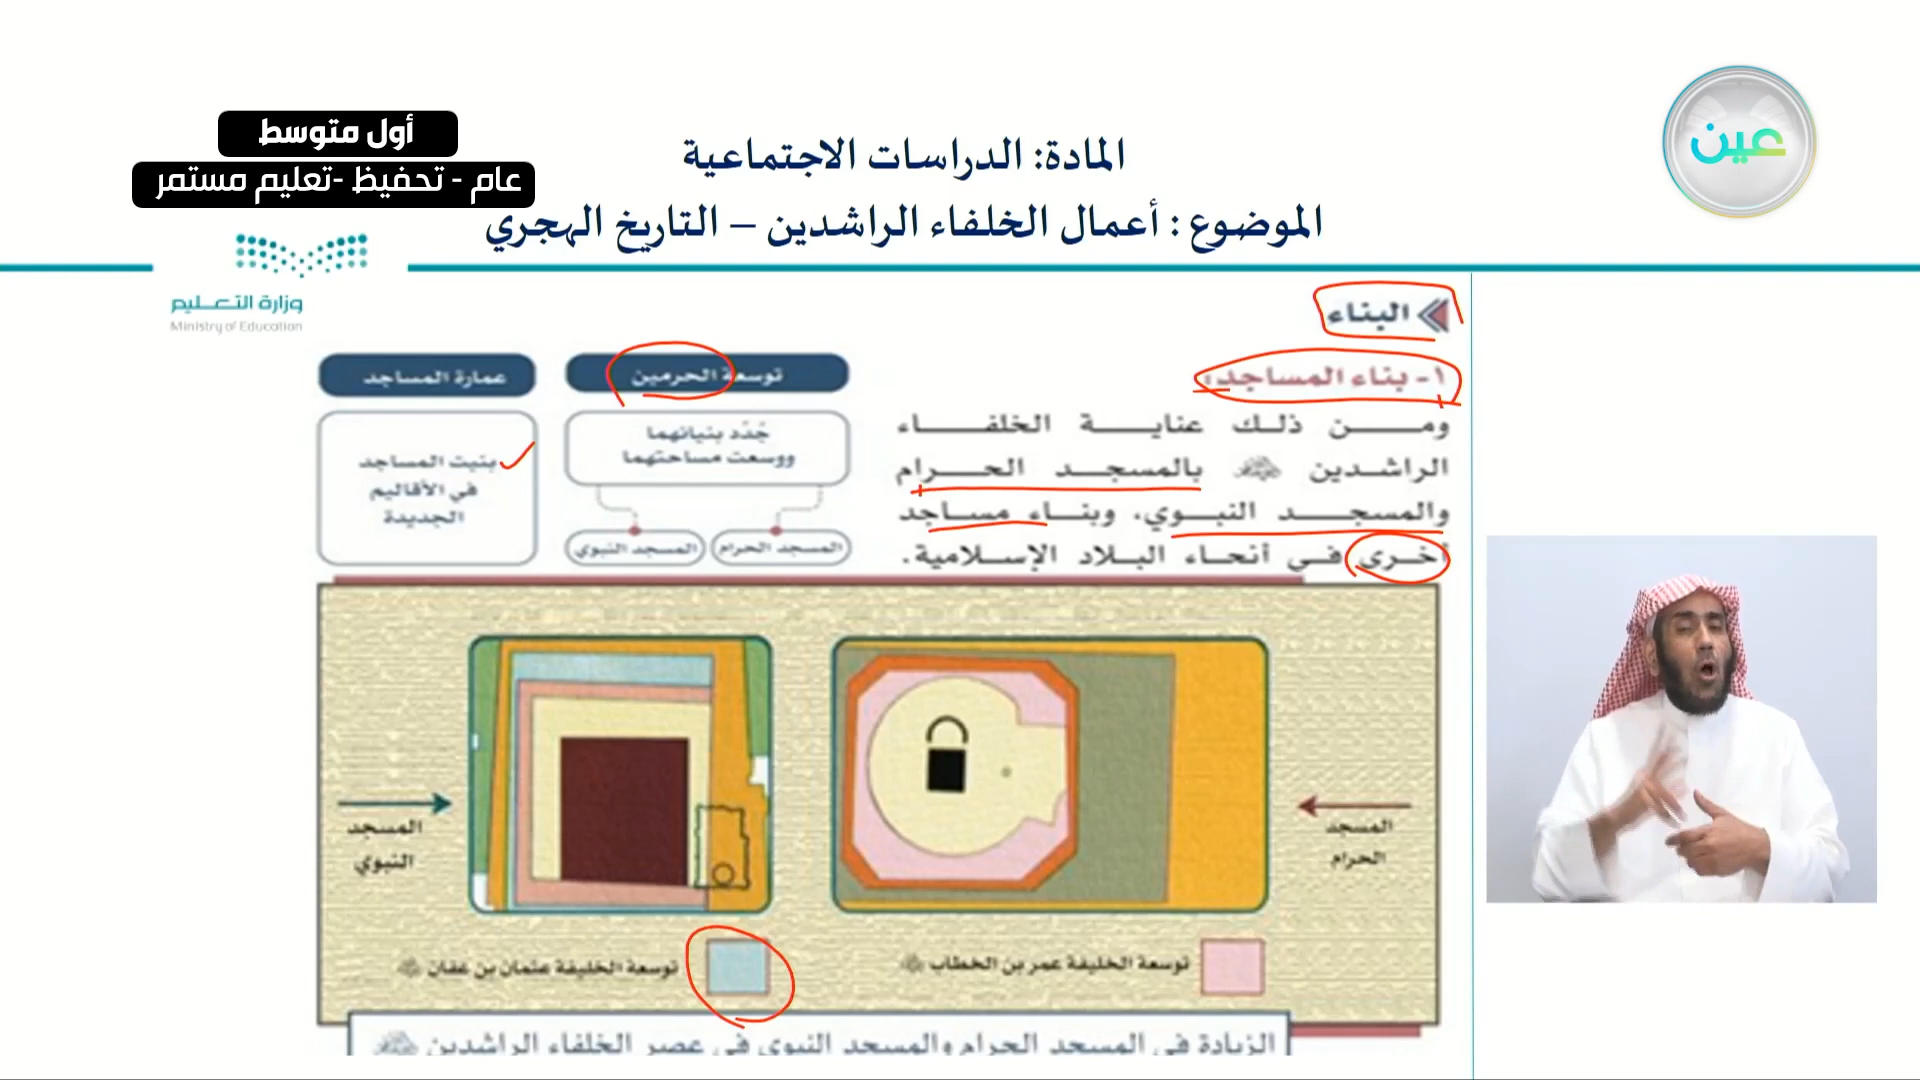 عين
المادة: الدراسات الاجتماعية
الموضوع : أعمال الخلفاء الراشدين – التاريخ الهجري
أول متوسط
عام - تحفيظ -تعليم مستمر
وزارة التعليم
Ministry of Education
البناء
١- بناء المساجد:
ومن ذلك عناية الخلفاء
الراشدين بالمسجد الحرام
والمسجد النبوي، وبناء مساجد
أخرى في أنحاء البلاد الإسلامية.
توسعة الحرمين
جُدّد بنيانهما
ووسعت مساحتهما
المسجد الحرام
المسجد النبوي
عمارة المساجد
بنيت المساجد
في الأقاليم
الجديدة
المسجد
الحرام
المسجد
النبوي
توسعة الخليفة عمر بن الخطاب
توسعة الخليفة عثمان بن عفان
الزيادة في المسجد الحرام والمسجد النبوي في عصر الخلفاء الراشدين